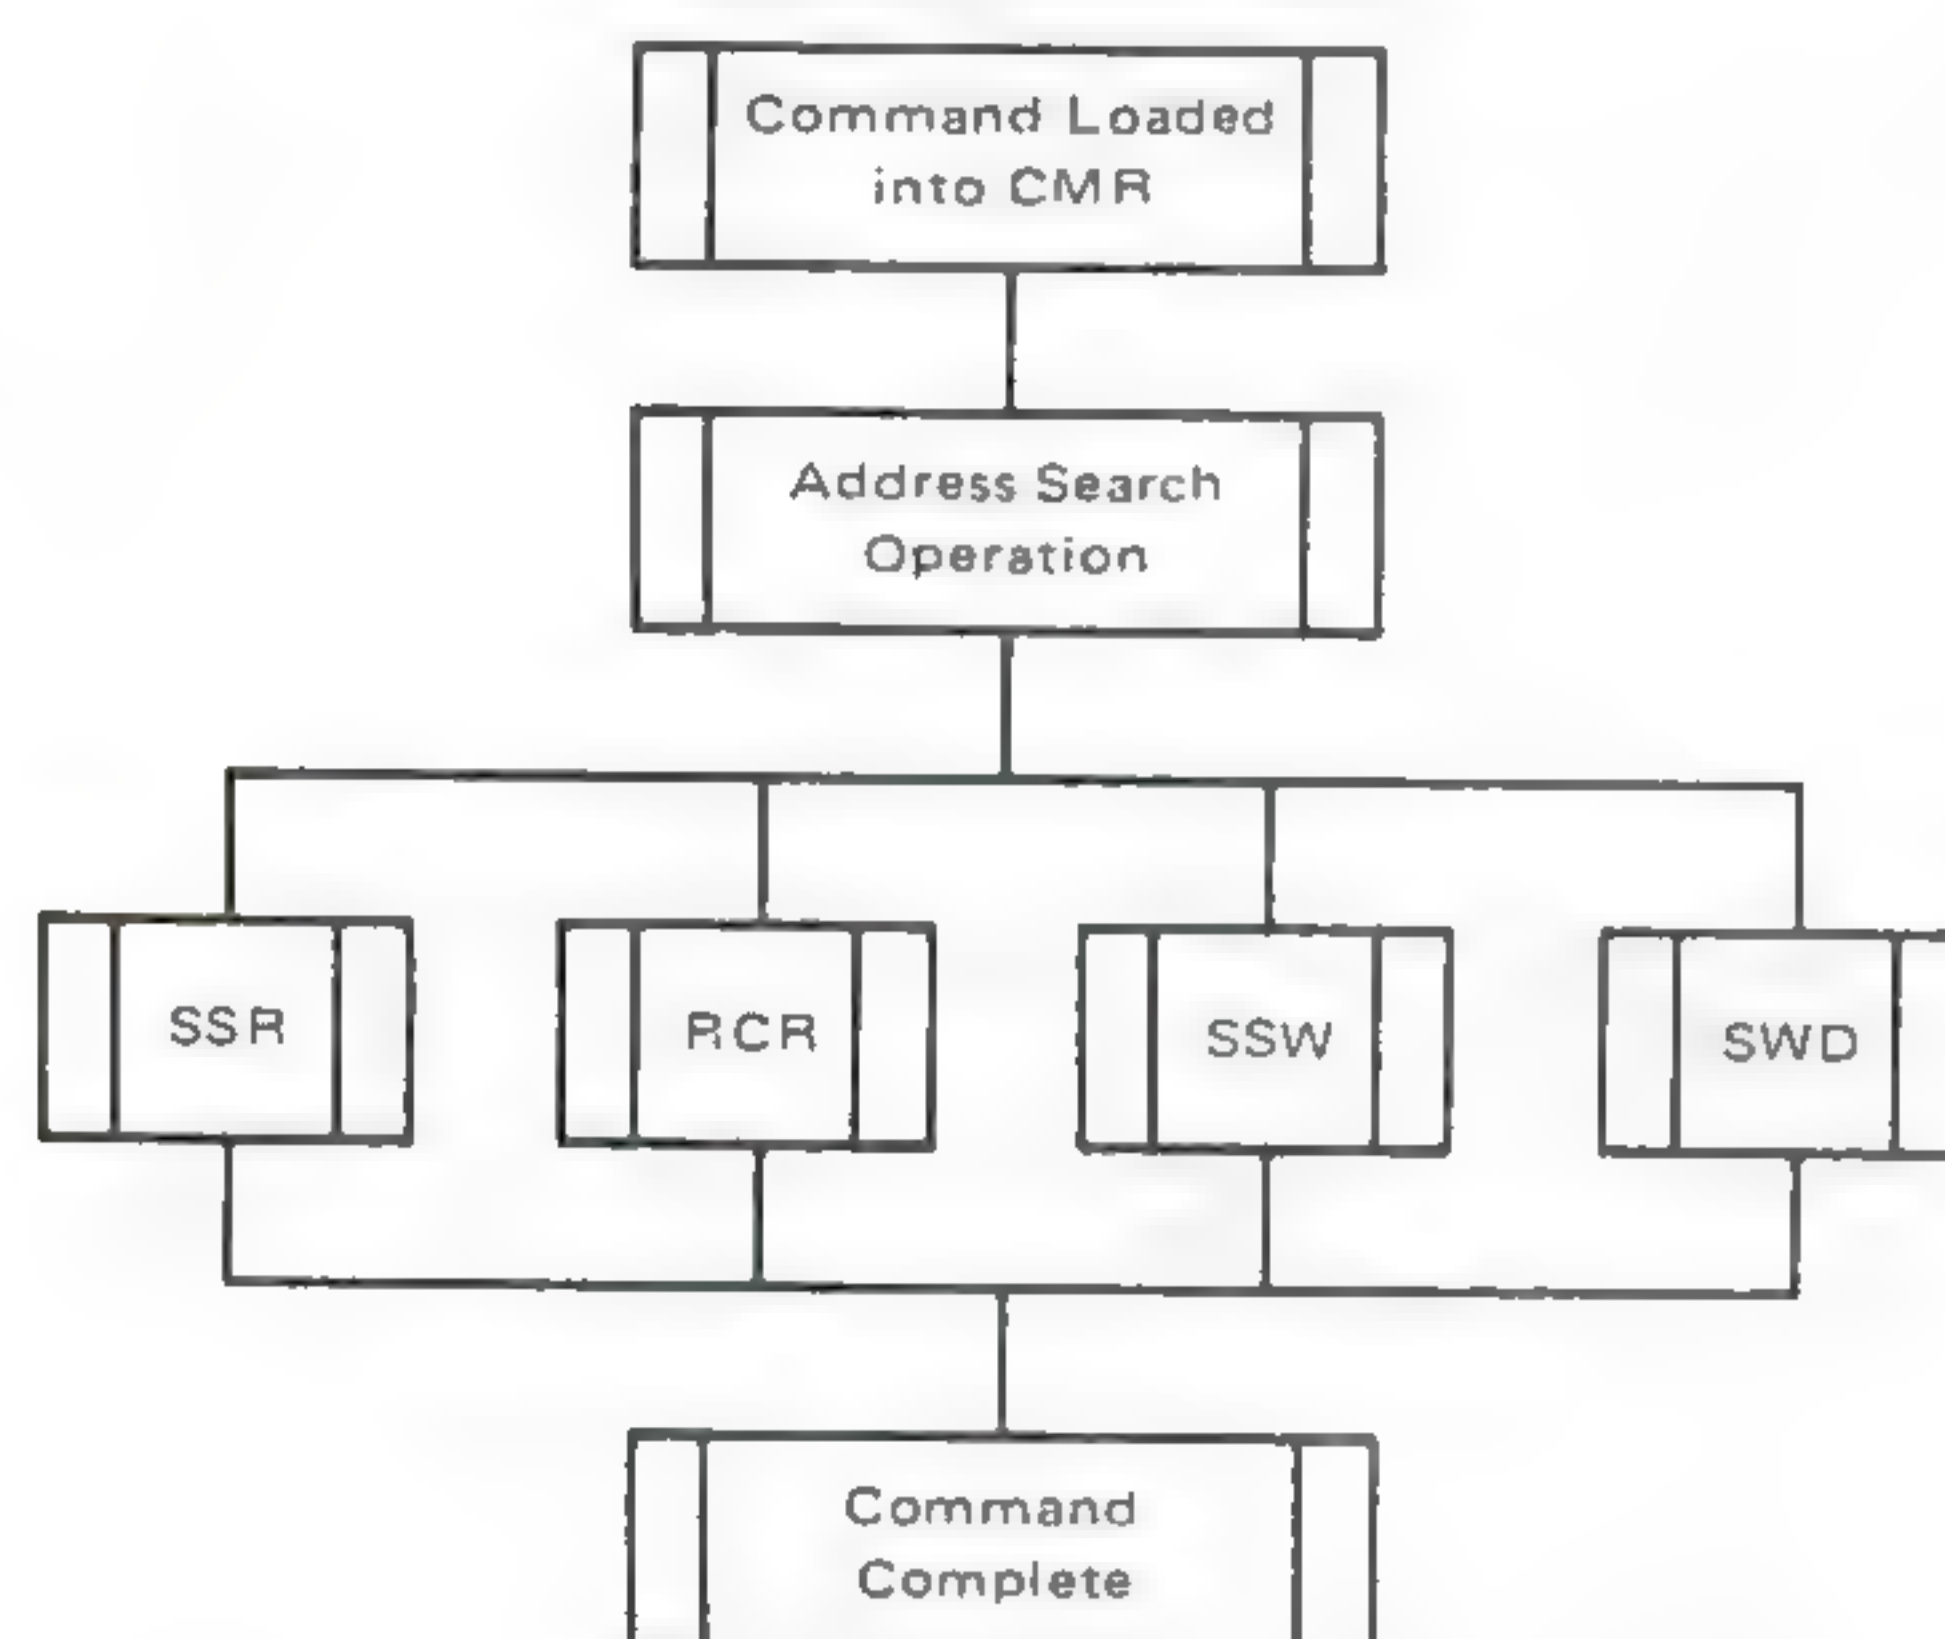 Command Loaded
into CMR
Address Search
Operation
SSR
RCR
SSW
SWD
Command
Complete